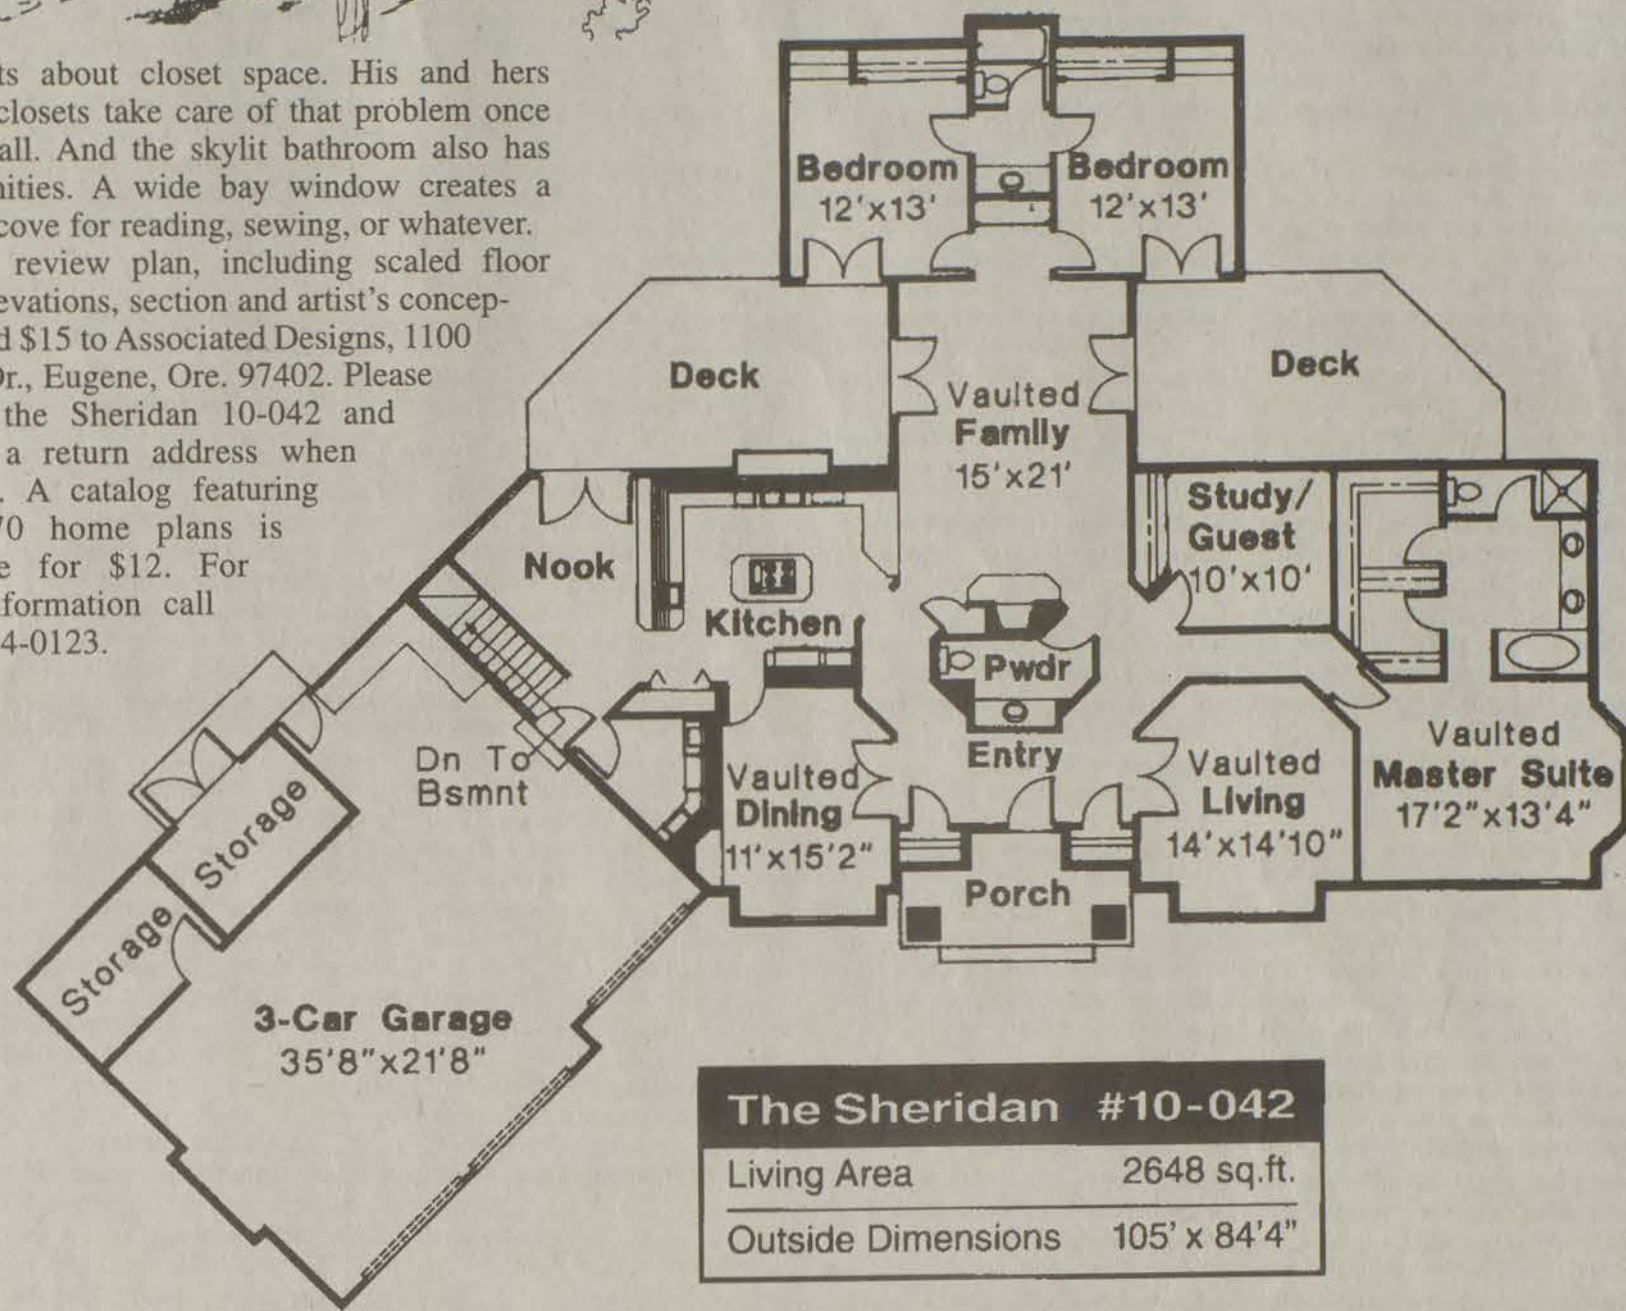 ts about closet space. His and hers
closets take care of that problem once
all. And the skylit bathroom also has
nities. A wide bay window creates a
cove for reading, sewing, or whatever.
review plan, including scaled floor
evations, section and artist's concep-
d $15 to Associated Designs, 1100
Dr., Eugene, Ore. 97402. Please
the Sheridan 10-042 and
a return address when
. A catalog featuring
70 home plans is
e for $12. For
nformation call
4-0123.
Bedroom
12'x13'
Bedroom
12'x13'
Deck
Vaulted
Family
15'x21'
Deck
Nook
Kitchen
Study/
Guest
10'x10'
Pwdr
Entry
Dn To
Bsmnt
Vaulted
Dining
11'x15'2"
Vaulted
Living
14'x14'10"
Vaulted
Master Suite
17'2"x13'4"
Porch
Storage
Storage
3-Car Garage
35'8"x21'8"
The Sheridan #10-042
Living Area 2648 sq.ft.
Outside Dimensions 105' x 84'4"